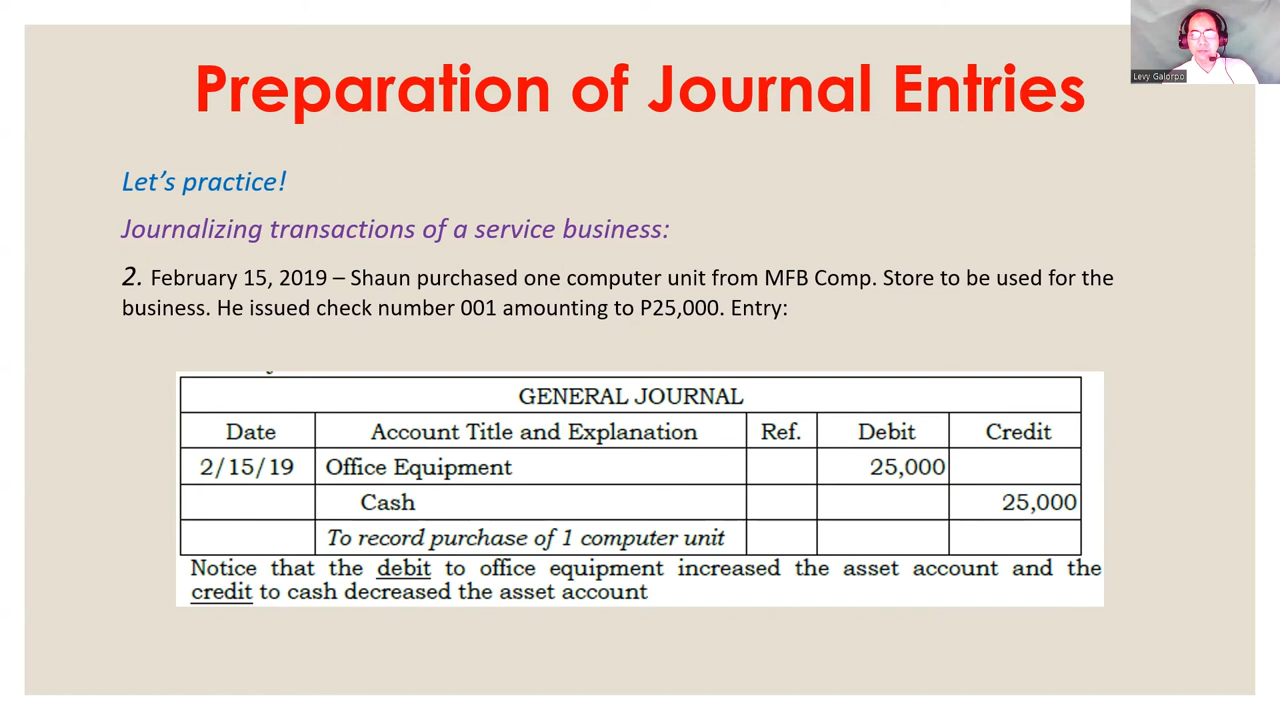 Levy Galorpo
Preparation of Journal Entries
Let's practice!
Journalizing transactions of a service business:
2. February 15, 2019 – Shaun purchased one computer unit from MFB Comp. Store to be used for the
business. He issued check number 001 amounting to P25,000. Entry:
GENERAL JOURNAL
Date Account Title and Explanation Ref. Debit Credit
2/15/19 Office Equipment 25,000
Cash 25,000
To record purchase of 1 computer unit
Notice that the debit to office equipment increased the asset account and the
credit to cash decreased the asset account